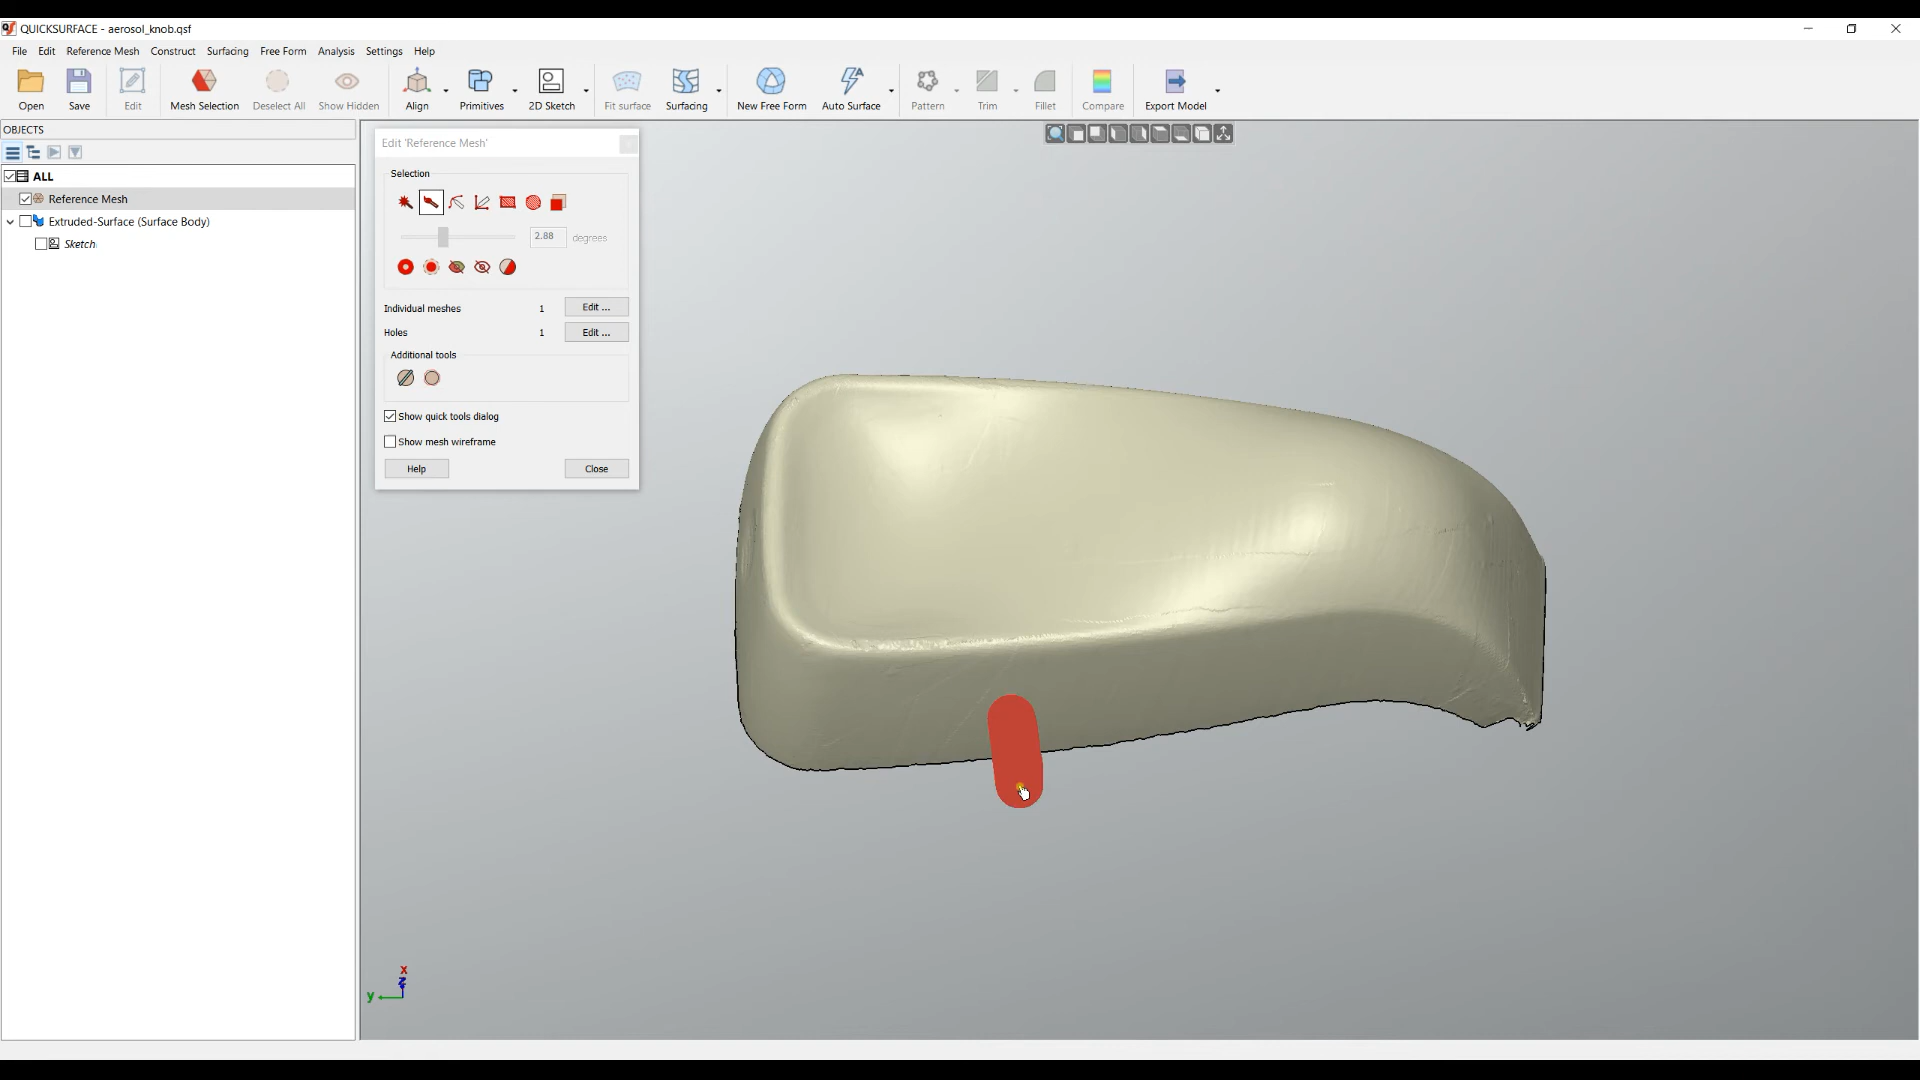 QUICKSURFACE - aerosol_knob.qsf
File Edit Reference Mesh Construct Surfacing Free Form Analysis Settings Help
Open Save Edit Mesh Selection Deselect All Show Hidden Align Primitives 2D Sketch Fit surface Surfacing New Free Form Auto Surface Pattern Trim Fillet Compare Export Model
OBJECTS
ALL
Reference Mesh
Extruded-Surface (Surface Body)
Sketch
Edit 'Reference Mesh'
Selection
2.88 degrees
Individual meshes 1 Edit ...
Holes 1 Edit ...
Additional tools
Show quick tools dialog
Show mesh wireframe
Help Close
x
z
y